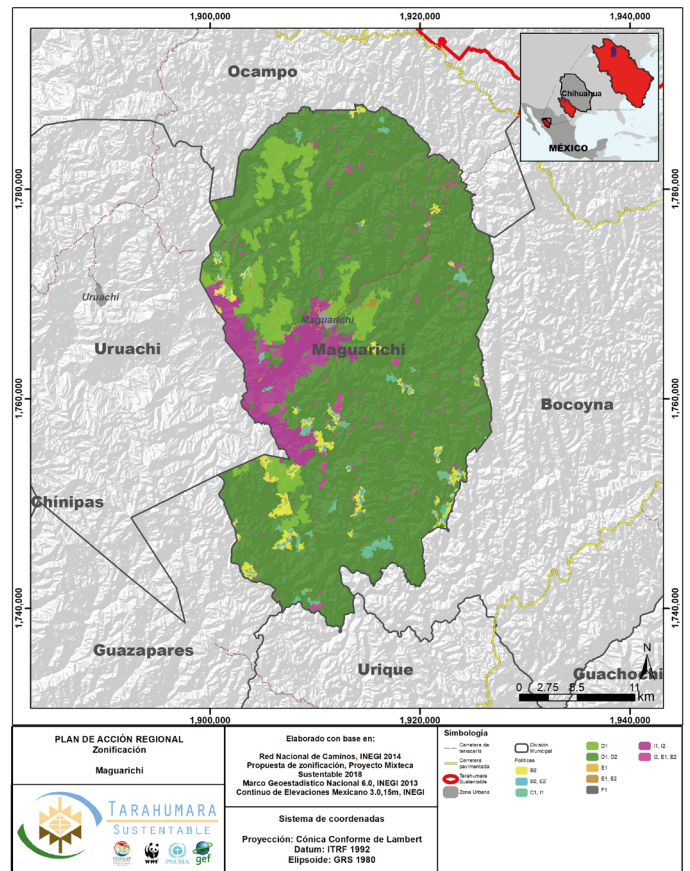 1,900,000
1,920,000
1,940,000
Ocampo
Chihuahua
MÉXICO
1,780,000
1,780,000
Uruachi
Uruachi
Maguarichi
Maguarichi
1,760,000
1,760,000
Bocoyna
Chínipas
1,740,000
1,740,000
Guazapares
Urique
Guachochi
N
0 2.75 5.5 11
km
1,900,000
1,920,000
1,940,000
PLAN DE ACCIÓN REGIONAL
Zonificación
Maguarichi
TARAHUMARA
SUSTENTABLE
CONANP
WWF
PNUMA
gef
Elaborado con base en:
Red Nacional de Caminos, INEGI 2014
Propuesta de zonificación, Proyecto Mixteca
Sustentable 2018
Marco Geoestadístico Nacional 6.0, INEGI 2013
Continuo de Elevaciones Mexicano 3.0,15m, INEGI
Sistema de coordenadas
Proyección: Cónica Conforme de Lambert
Datum: ITRF 1992
Elipsoide: GRS 1980
Simbología
Carretera de
terracería
Carretera
pavimentada
Tarahumara
Sustentable
Zona Urbana
División
Municipal
Políticas
B2
B2, E2
C1, I1
D1
D1, D2
E1
E1, E2
F1
I1, I2
I2, E1, E2